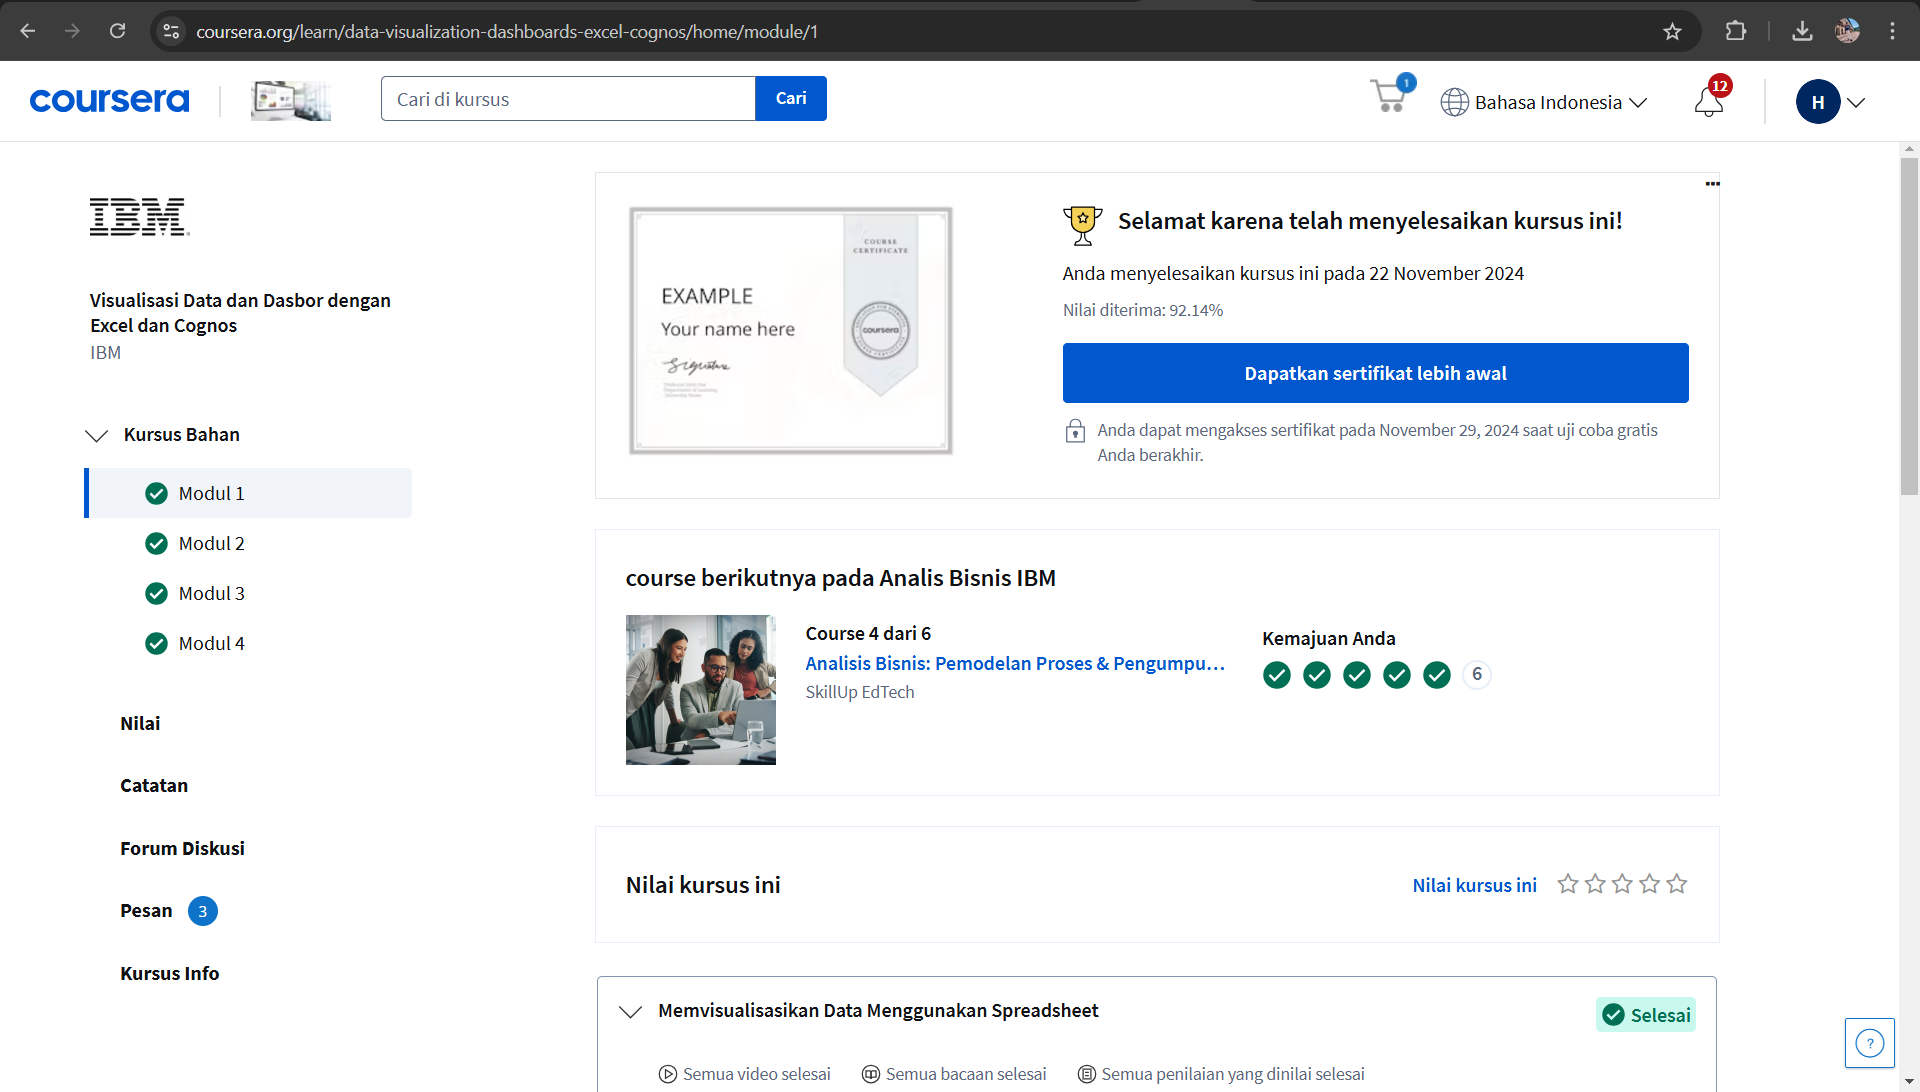 coursera.org/learn/data-visualization-dashboards-excel-cognos/home/module/1
coursera
Cari di kursus
Cari
1
Bahasa Indonesia
12
H
IBM
Visualisasi Data dan Dasbor dengan
Excel dan Cognos
IBM
Kursus Bahan
Modul 1
Modul 2
Modul 3
Modul 4
Nilai
Catatan
Forum Diskusi
Pesan 3
Kursus Info
COURSE
CERTIFICATE
EXAMPLE
Your name here
Signature
coursera
Selamat karena telah menyelesaikan kursus ini!
Anda menyelesaikan kursus ini pada 22 November 2024
Nilai diterima: 92.14%
Dapatkan sertifikat lebih awal
Anda dapat mengakses sertifikat pada November 29, 2024 saat uji coba gratis
Anda berakhir.
course berikutnya pada Analis Bisnis IBM
Course 4 dari 6
Analisis Bisnis: Pemodelan Proses & Pengumpu...
SkillUp EdTech
Kemajuan Anda
6
Nilai kursus ini
Nilai kursus ini
Memvisualisasikan Data Menggunakan Spreadsheet
Selesai
Semua video selesai
Semua bacaan selesai
Semua penilaian yang dinilai selesai
?